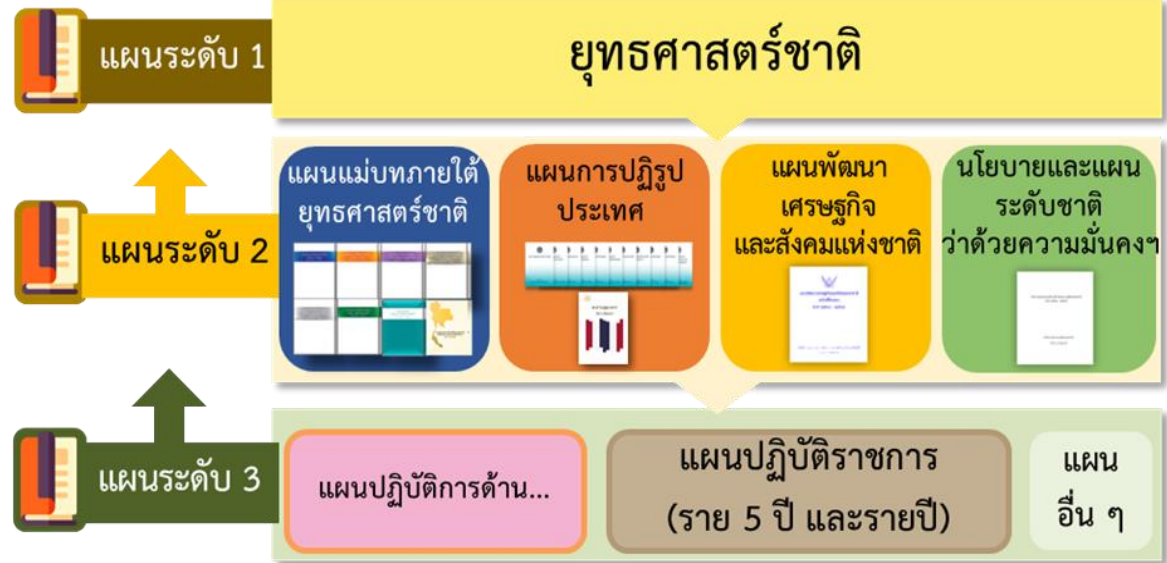 แผนระดับ 1
ยุทธศาสตร์ชาติ
แผนระดับ 2
แผนแม่บทภายใต้
ยุทธศาสตร์ชาติ
แผนการปฏิรูป
ประเทศ
แผนพัฒนา
เศรษฐกิจ
และสังคมแห่งชาติ
นโยบายและแผน
ระดับชาติ
ว่าด้วยความมั่นคงฯ
แผนระดับ 3
แผนปฏิบัติการด้าน...
แผนปฏิบัติราชการ
(ราย 5 ปี และรายปี)
แผน
อื่น ๆ